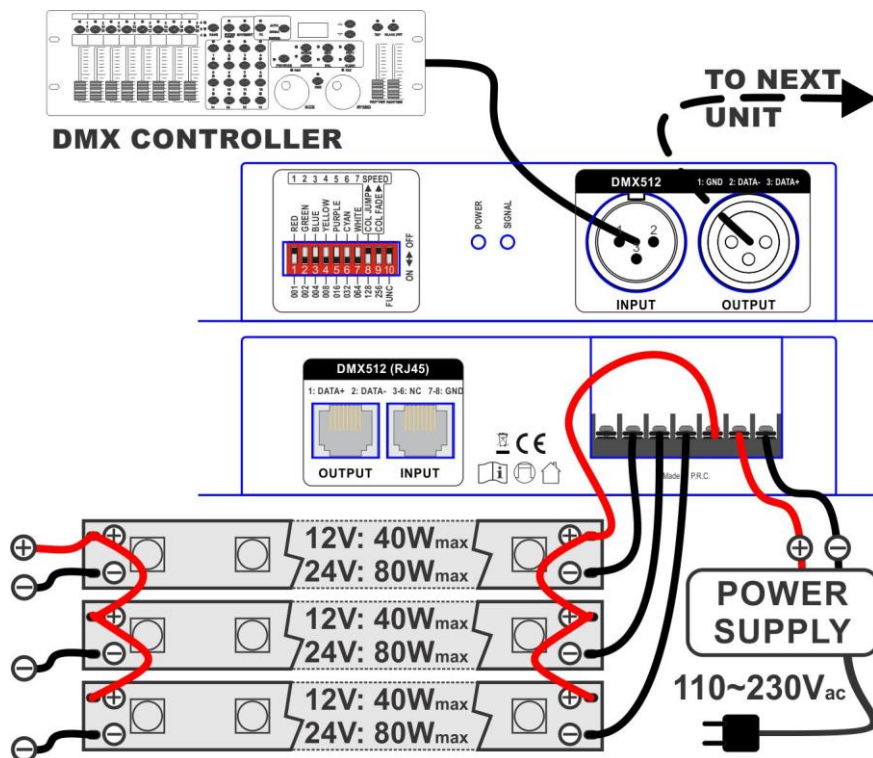 DMX CONTROLLER
TO NEXT
UNIT
1 2 3 4 5 6 7 SPEED
RED
GREEN
BLUE
YELLOW
PURPLE
CYAN
WHITE
COL JUMP
COL FADE
ON OFF
1 2 3 4 5 6 7 8 9 10
001
002
004
008
016
032
064
128
256
FUNC
POWER
SIGNAL
DMX512 1: GND 2: DATA- 3: DATA+
1 2
3
INPUT OUTPUT
DMX512 (RJ45)
1: DATA+ 2: DATA- 3-6: NC 7-8: GND
OUTPUT INPUT
CE
i
P.R.C.
+ 12V: 40Wmax +
- 24V: 80Wmax -
+ 12V: 40Wmax +
- 24V: 80Wmax -
+ 12V: 40Wmax +
- 24V: 80Wmax -
+ -
POWER
SUPPLY
110~230Vac